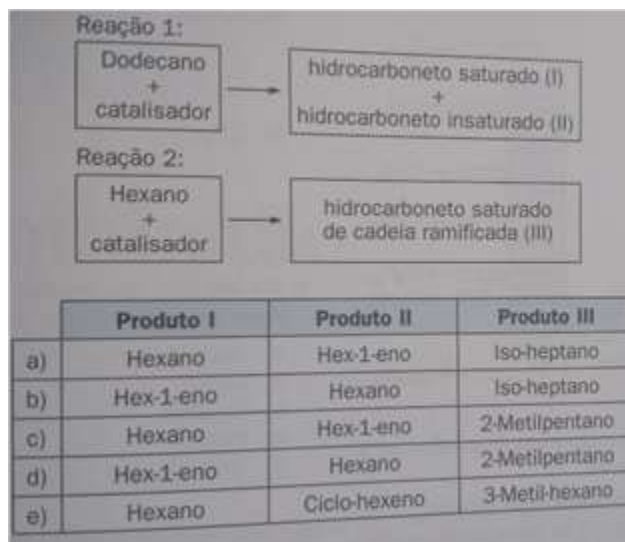 Reação 1:
Dodecano
+
catalisador
hidrocarboneto saturado (I)
+
hidrocarboneto insaturado (II)
Reação 2:
Hexano
+
catalisador
hidrocarboneto saturado
de cadeia ramificada (III)
Produto I Produto II Produto III
a) Hexano Hex-1-eno Iso-heptano
b) Hex-1-eno Hexano Iso-heptano
c) Hexano Hex-1-eno 2-Metilpentano
d) Hex-1-eno Hexano 2-Metilpentano
e) Hexano Ciclo-hexeno 3-Metil-hexano